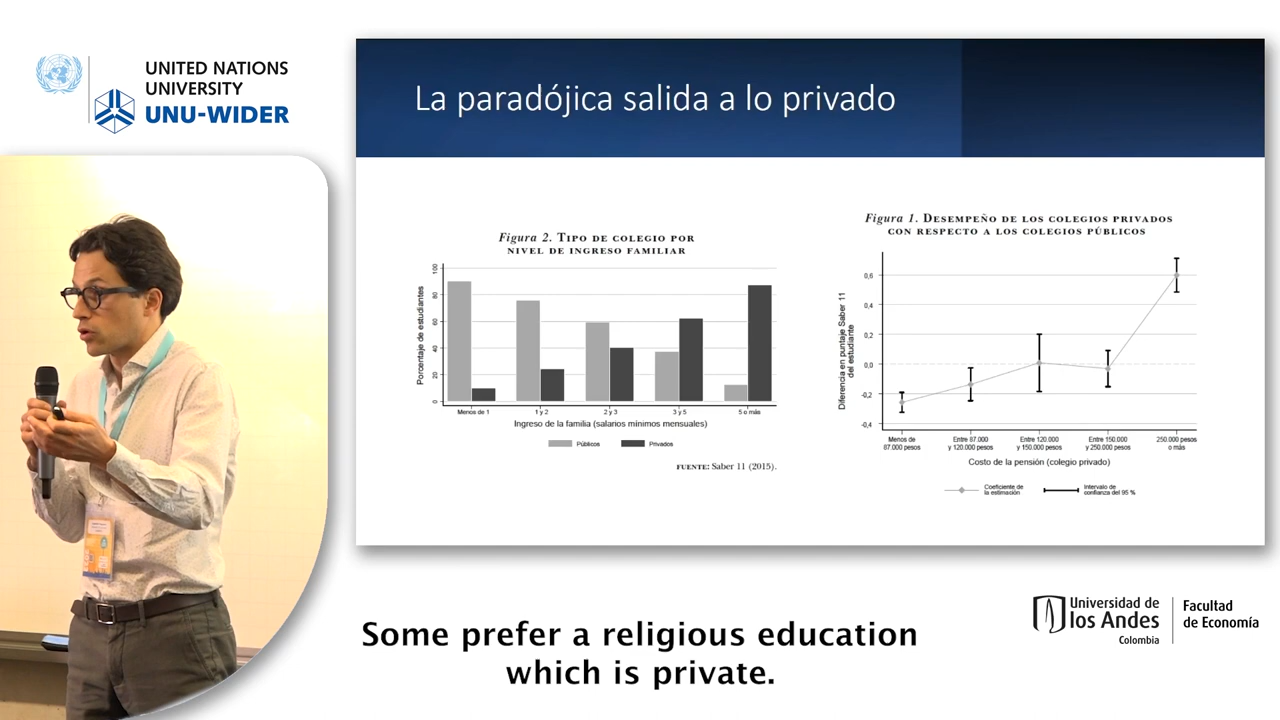 UNITED NATIONS
UNIVERSITY
UNU-WIDER
La paradójica salida a lo privado
Figura 2. TIPO DE COLEGIO POR
NIVEL DE INGRESO FAMILIAR
Porcentaje de estudiantes
100
80
60
40
20
0
Menos de 1
1 y 2
2 y 3
3 y 5
5 o más
Ingreso de la familia (salarios mínimos mensuales)
Públicos
Privados
FUENTE: Saber 11 (2015).
Figura 1. DESEMPEÑO DE LOS COLEGIOS PRIVADOS
CON RESPECTO A LOS COLEGIOS PÚBLICOS
Diferencia en puntaje Saber 11
del estudiante
0,6
0,4
0,2
0,0
-0,2
-0,4
Menos de
87.000 pesos
Entre 87.000
y 120.000 pesos
Entre 120.000
y 150.000 pesos
Entre 150.000
y 250.000 pesos
250.000 pesos
o más
Costo de la pensión (colegio privado)
Coeficiente de
la estimación
Intervalo de
confianza del 95 %
Some prefer a religious education
which is private.
Universidad de
los Andes
Colombia
Facultad
de Economía